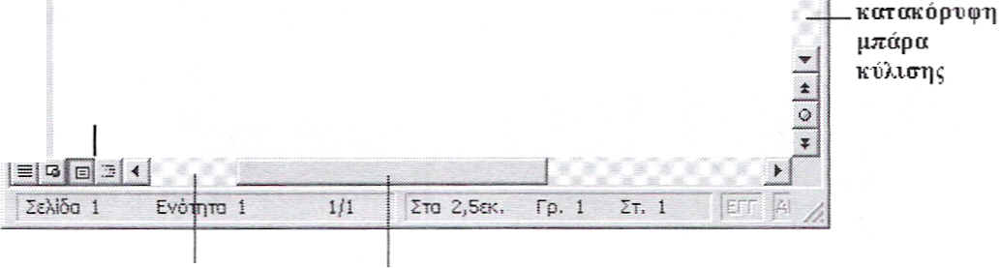 κατακόρυφη
μπάρα
κύλισης
Σελίδα 1 Ενότητα 1 1/1 Στα 2,5εκ. Γρ. 1 Στ. 1 ΕΓΓ